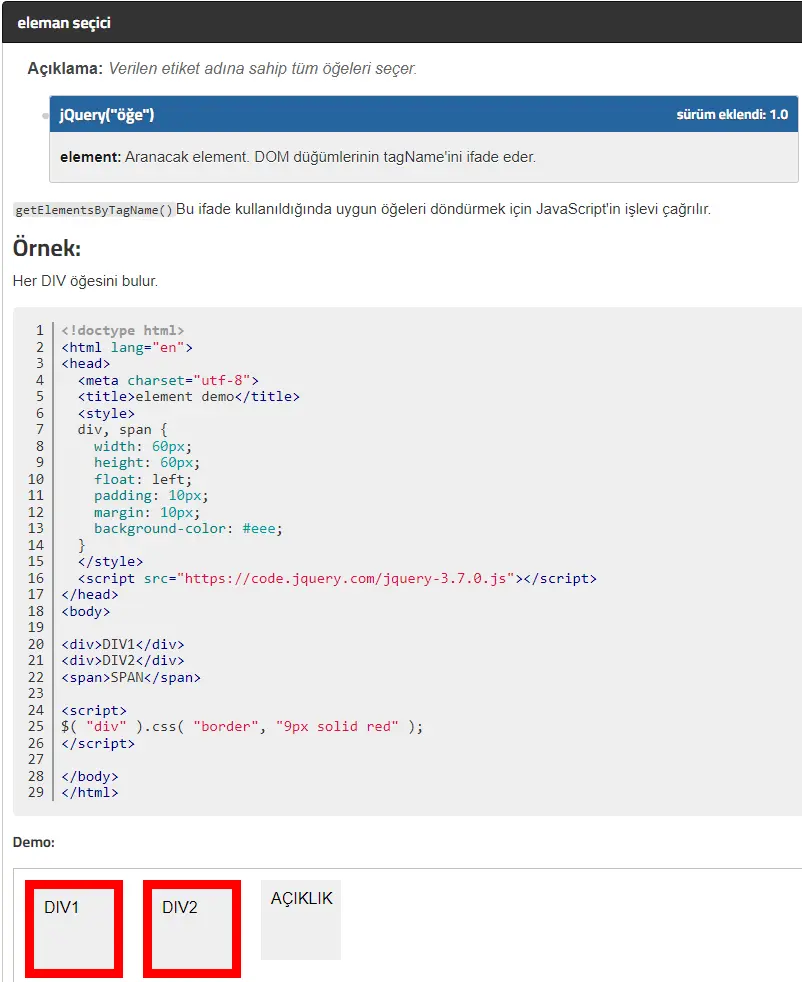 eleman seçici
Açıklama: Verilen etiket adına sahip tüm öğeleri seçer.
jQuery("öğe") sürüm eklendi: 1.0
element: Aranacak element. DOM düğümlerinin tagName'ini ifade eder.
getElementsByTagName() Bu ifade kullanıldığında uygun öğeleri döndürmek için JavaScript'in işlevi çağrılır.
Örnek:
Her DIV öğesini bulur.
1 <!doctype html>
2 <html lang="en">
3 <head>
4   <meta charset="utf-8">
5   <title>element demo</title>
6   <style>
7   div, span {
8     width: 60px;
9     height: 60px;
10     float: left;
11     padding: 10px;
12     margin: 10px;
13     background-color: #eee;
14   }
15   </style>
16   <script src="https://code.jquery.com/jquery-3.7.0.js"></script>
17 </head>
18 <body>
19
20 <div>DIV1</div>
21 <div>DIV2</div>
22 <span>SPAN</span>
23
24 <script>
25 $( "div" ).css( "border", "9px solid red" );
26 </script>
27
28 </body>
29 </html>
Demo:
DIV1 DIV2 AÇIKLIK